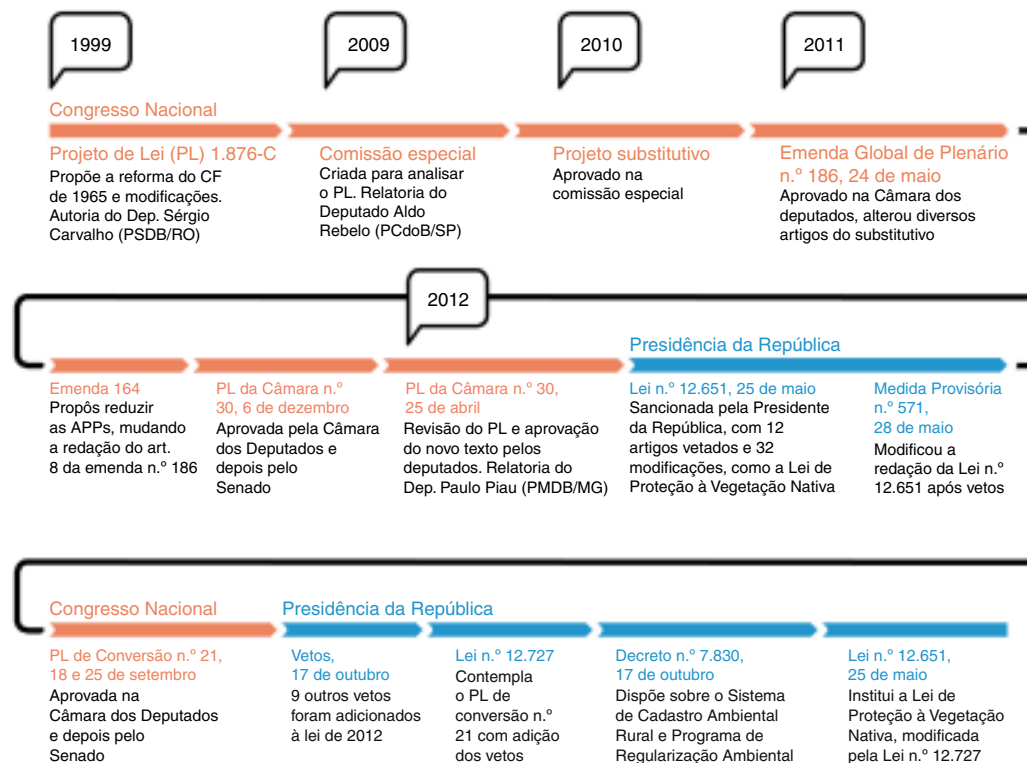 1999
2009
2010
2011
Congresso Nacional
Projeto de Lei (PL) 1.876-C
Propõe a reforma do CF
de 1965 e modificações.
Autoria do Dep. Sérgio
Carvalho (PSDB/RO)
Comissão especial
Criada para analisar
o PL. Relatoria do
Deputado Aldo
Rebelo (PCdoB/SP)
Projeto substitutivo
Aprovado na
comissão especial
Emenda Global de Plenário
n.º 186, 24 de maio
Aprovado na Câmara dos
deputados, alterou diversos
artigos do substitutivo
2012
Presidência da República
Emenda 164
Propôs reduzir
as APPs, mudando
a redação do art.
8 da emenda n.º 186
PL da Câmara n.º
30, 6 de dezembro
Aprovada pela Câmara
dos Deputados e
depois pelo
Senado
PL da Câmara n.º 30,
25 de abril
Revisão do PL e aprovação
do novo texto pelos
deputados. Relatoria do
Dep. Paulo Piau (PMDB/MG)
Lei n.º 12.651, 25 de maio
Sancionada pela Presidente
da República, com 12
artigos vetados e 32
modificações, como a Lei de
Proteção à Vegetação Nativa
Medida Provisória
n.º 571,
28 de maio
Modificou a
redação da Lei n.º
12.651 após vetos
Congresso Nacional
Presidência da República
PL de Conversão n.º 21,
18 e 25 de setembro
Aprovada na
Câmara dos Deputados
e depois pelo
Senado
Vetos,
17 de outubro
9 outros vetos
foram adicionados
à lei de 2012
Lei n.º 12.727
Contempla
o PL de
conversão n.º
21 com adição
dos vetos
Decreto n.º 7.830,
17 de outubro
Dispõe sobre o Sistema
de Cadastro Ambiental
Rural e Programa de
Regularização Ambiental
Lei n.º 12.651,
25 de maio
Institui a Lei de
Proteção à Vegetação
Nativa, modificada
pela Lei n.º 12.727